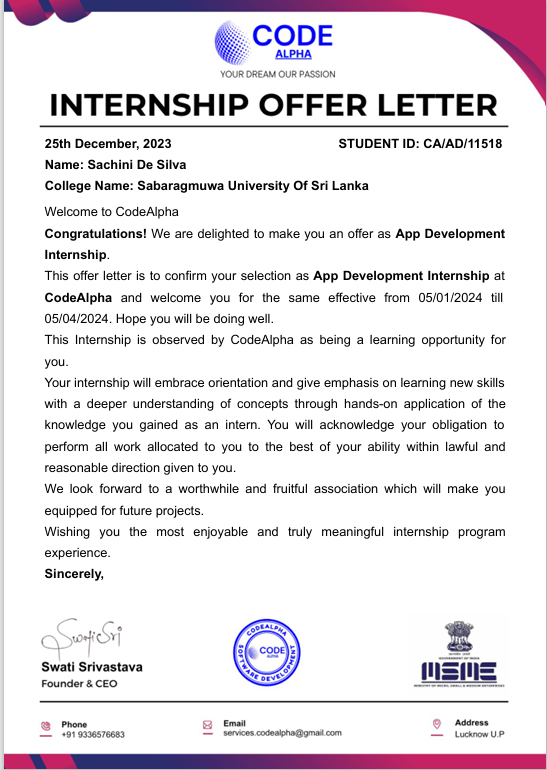 CODE
ALPHA
YOUR DREAM OUR PASSION
INTERNSHIP OFFER LETTER
25th December, 2023 STUDENT ID: CA/AD/11518
Name: Sachini De Silva
College Name: Sabaragmuwa University Of Sri Lanka
Welcome to CodeAlpha
Congratulations! We are delighted to make you an offer as App Development
Internship.
This offer letter is to confirm your selection as App Development Internship at
CodeAlpha and welcome you for the same effective from 05/01/2024 till
05/04/2024. Hope you will be doing well.
This Internship is observed by CodeAlpha as being a learning opportunity for
you.
Your internship will embrace orientation and give emphasis on learning new skills
with a deeper understanding of concepts through hands-on application of the
knowledge you gained as an intern. You will acknowledge your obligation to
perform all work allocated to you to the best of your ability within lawful and
reasonable direction given to you.
We look forward to a worthwhile and fruitful association which will make you
equipped for future projects.
Wishing you the most enjoyable and truly meaningful internship program
experience.
Sincerely,
Swati Sri
Swati Srivastava
Founder & CEO
CODEALPHA
CODE
ALPHA
SOFTWARE DEVELOPMENT
GOVERNMENT OF INDIA
MSME
MINISTRY OF MICRO, SMALL & MEDIUM ENTERPRISES
Phone
+91 9336576683
Email
services.codealpha@gmail.com
Address
Lucknow U.P